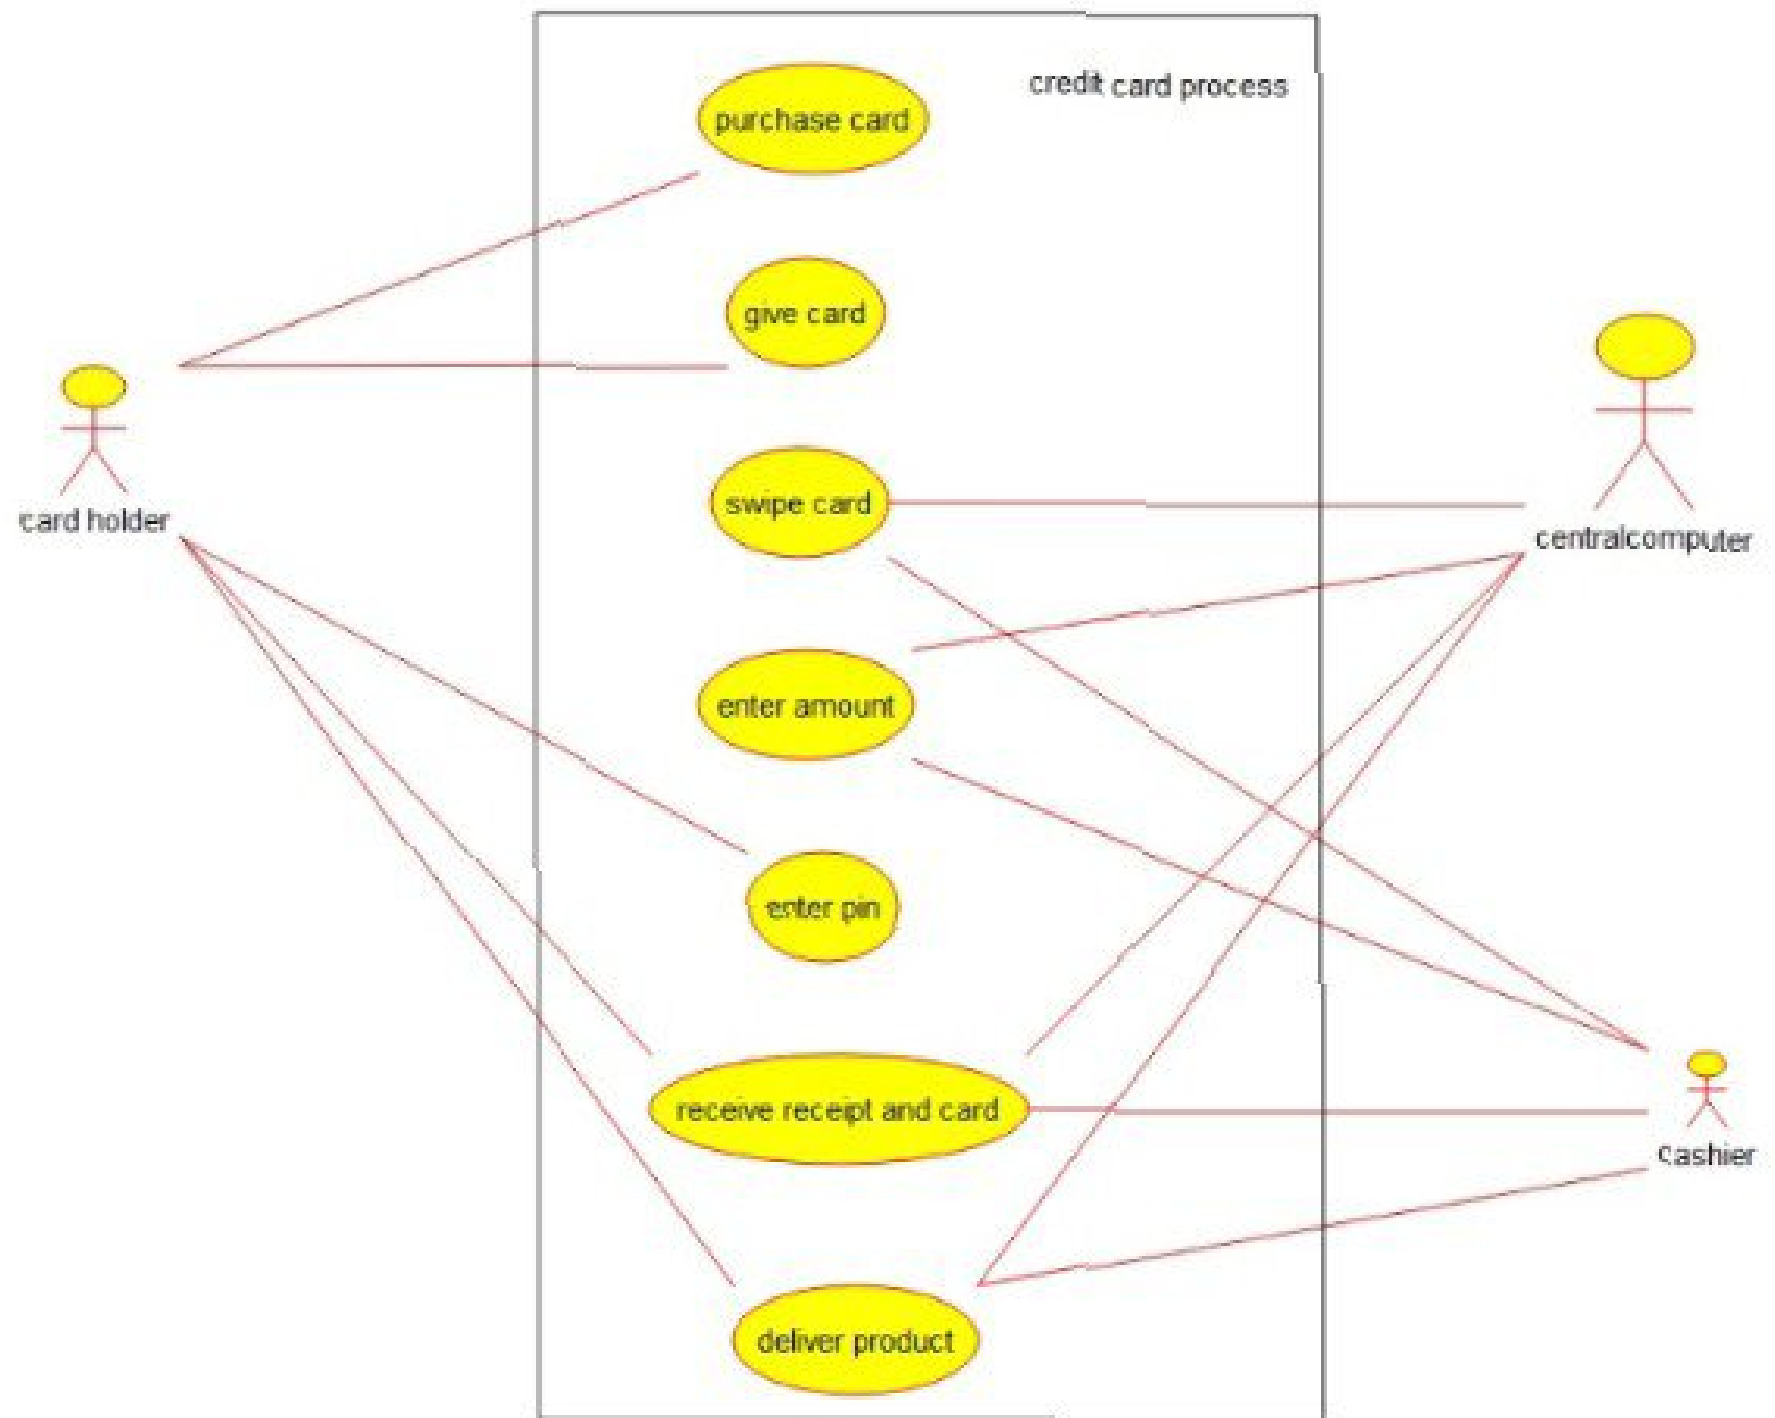 credit card process
purchase card
give card
swipe card
card holder
centralcomputer
enter amount
enter pin
receive receipt and card
cashier
deliver product